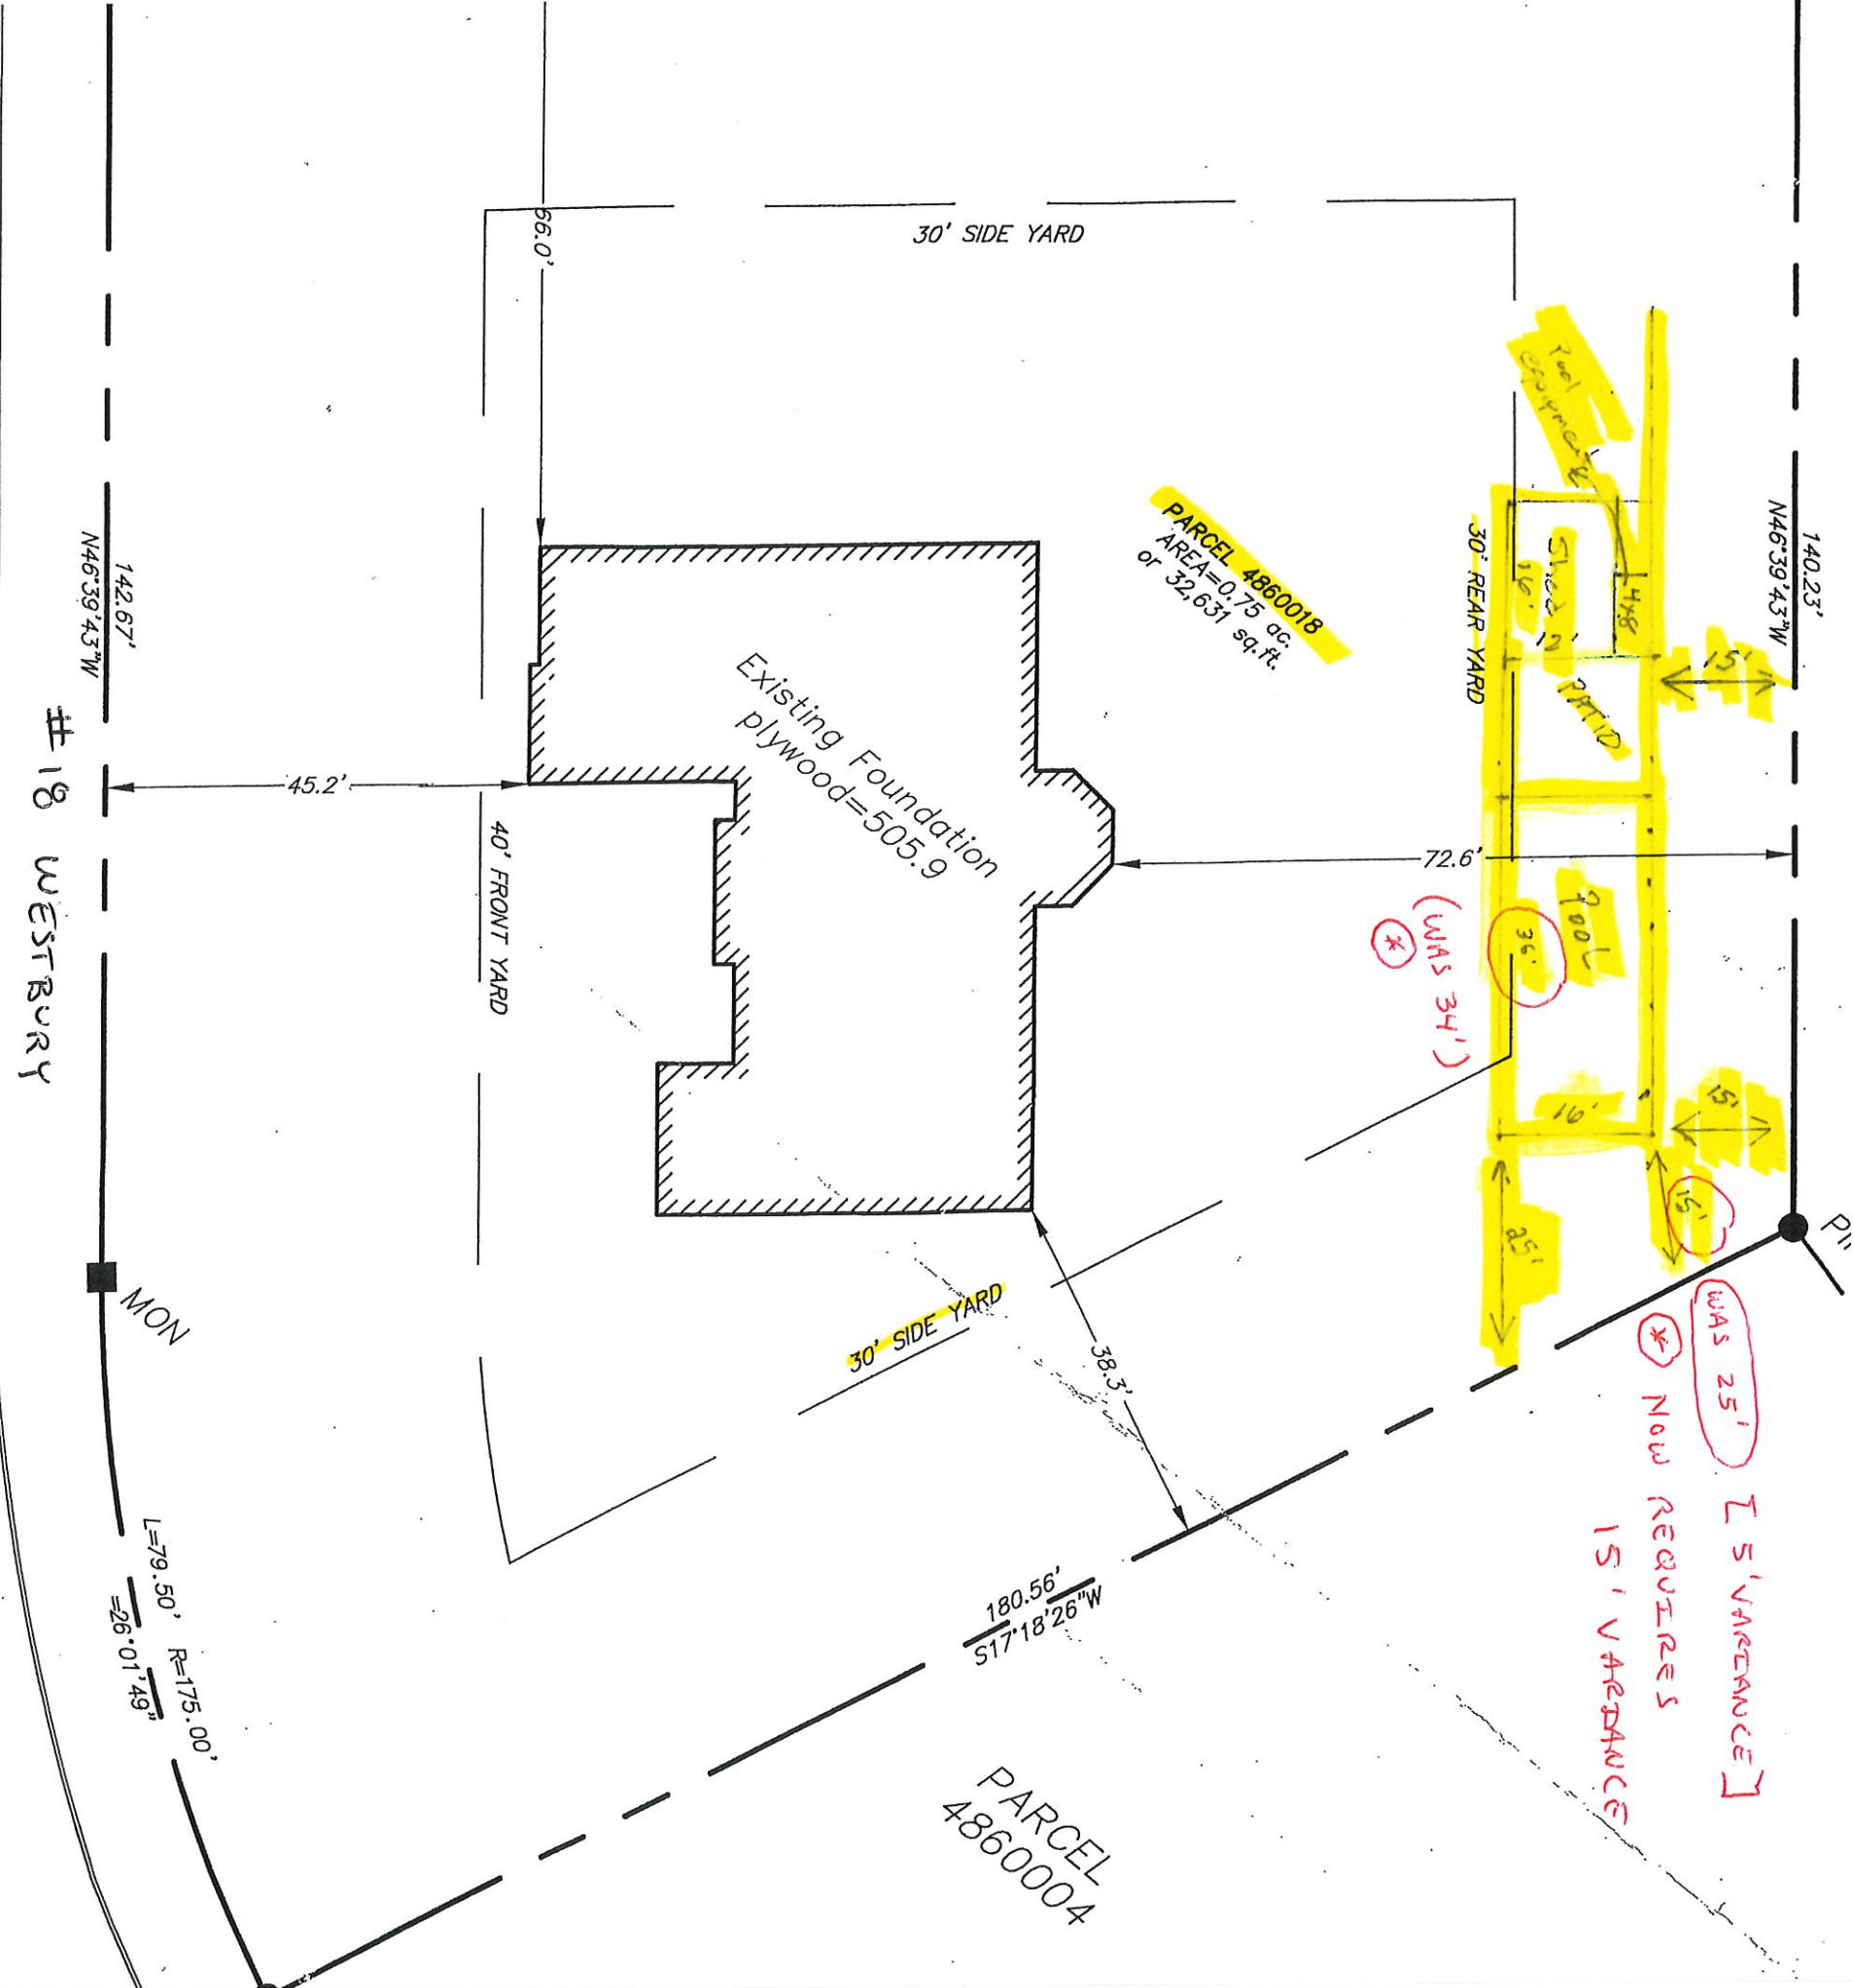 66.0'
30' SIDE YARD
140.23'
N46°39'43"W
Pool
equipment
4x8
Shed
16'
PATIO
15'
30' REAR YARD
PARCEL 4860018
AREA=0.75 ac.
or 32,631 sq.ft.
142.67'
N46°39'43"W
# 18 WESTBURY
45.2'
40' FRONT YARD
Existing Foundation
plywood=505.9
72.6'
Pool
36'
(WAS 34')
*
16'
15'
15'
25'
WAS 25' [ 5' VARIANCE ]
* NOW REQUIRES
15' VARIANCE
MON
30' SIDE YARD
38.3'
180.56'
S17°18'26"W
L=79.50' R=175.00'
=26°01'49"
PARCEL
4860004